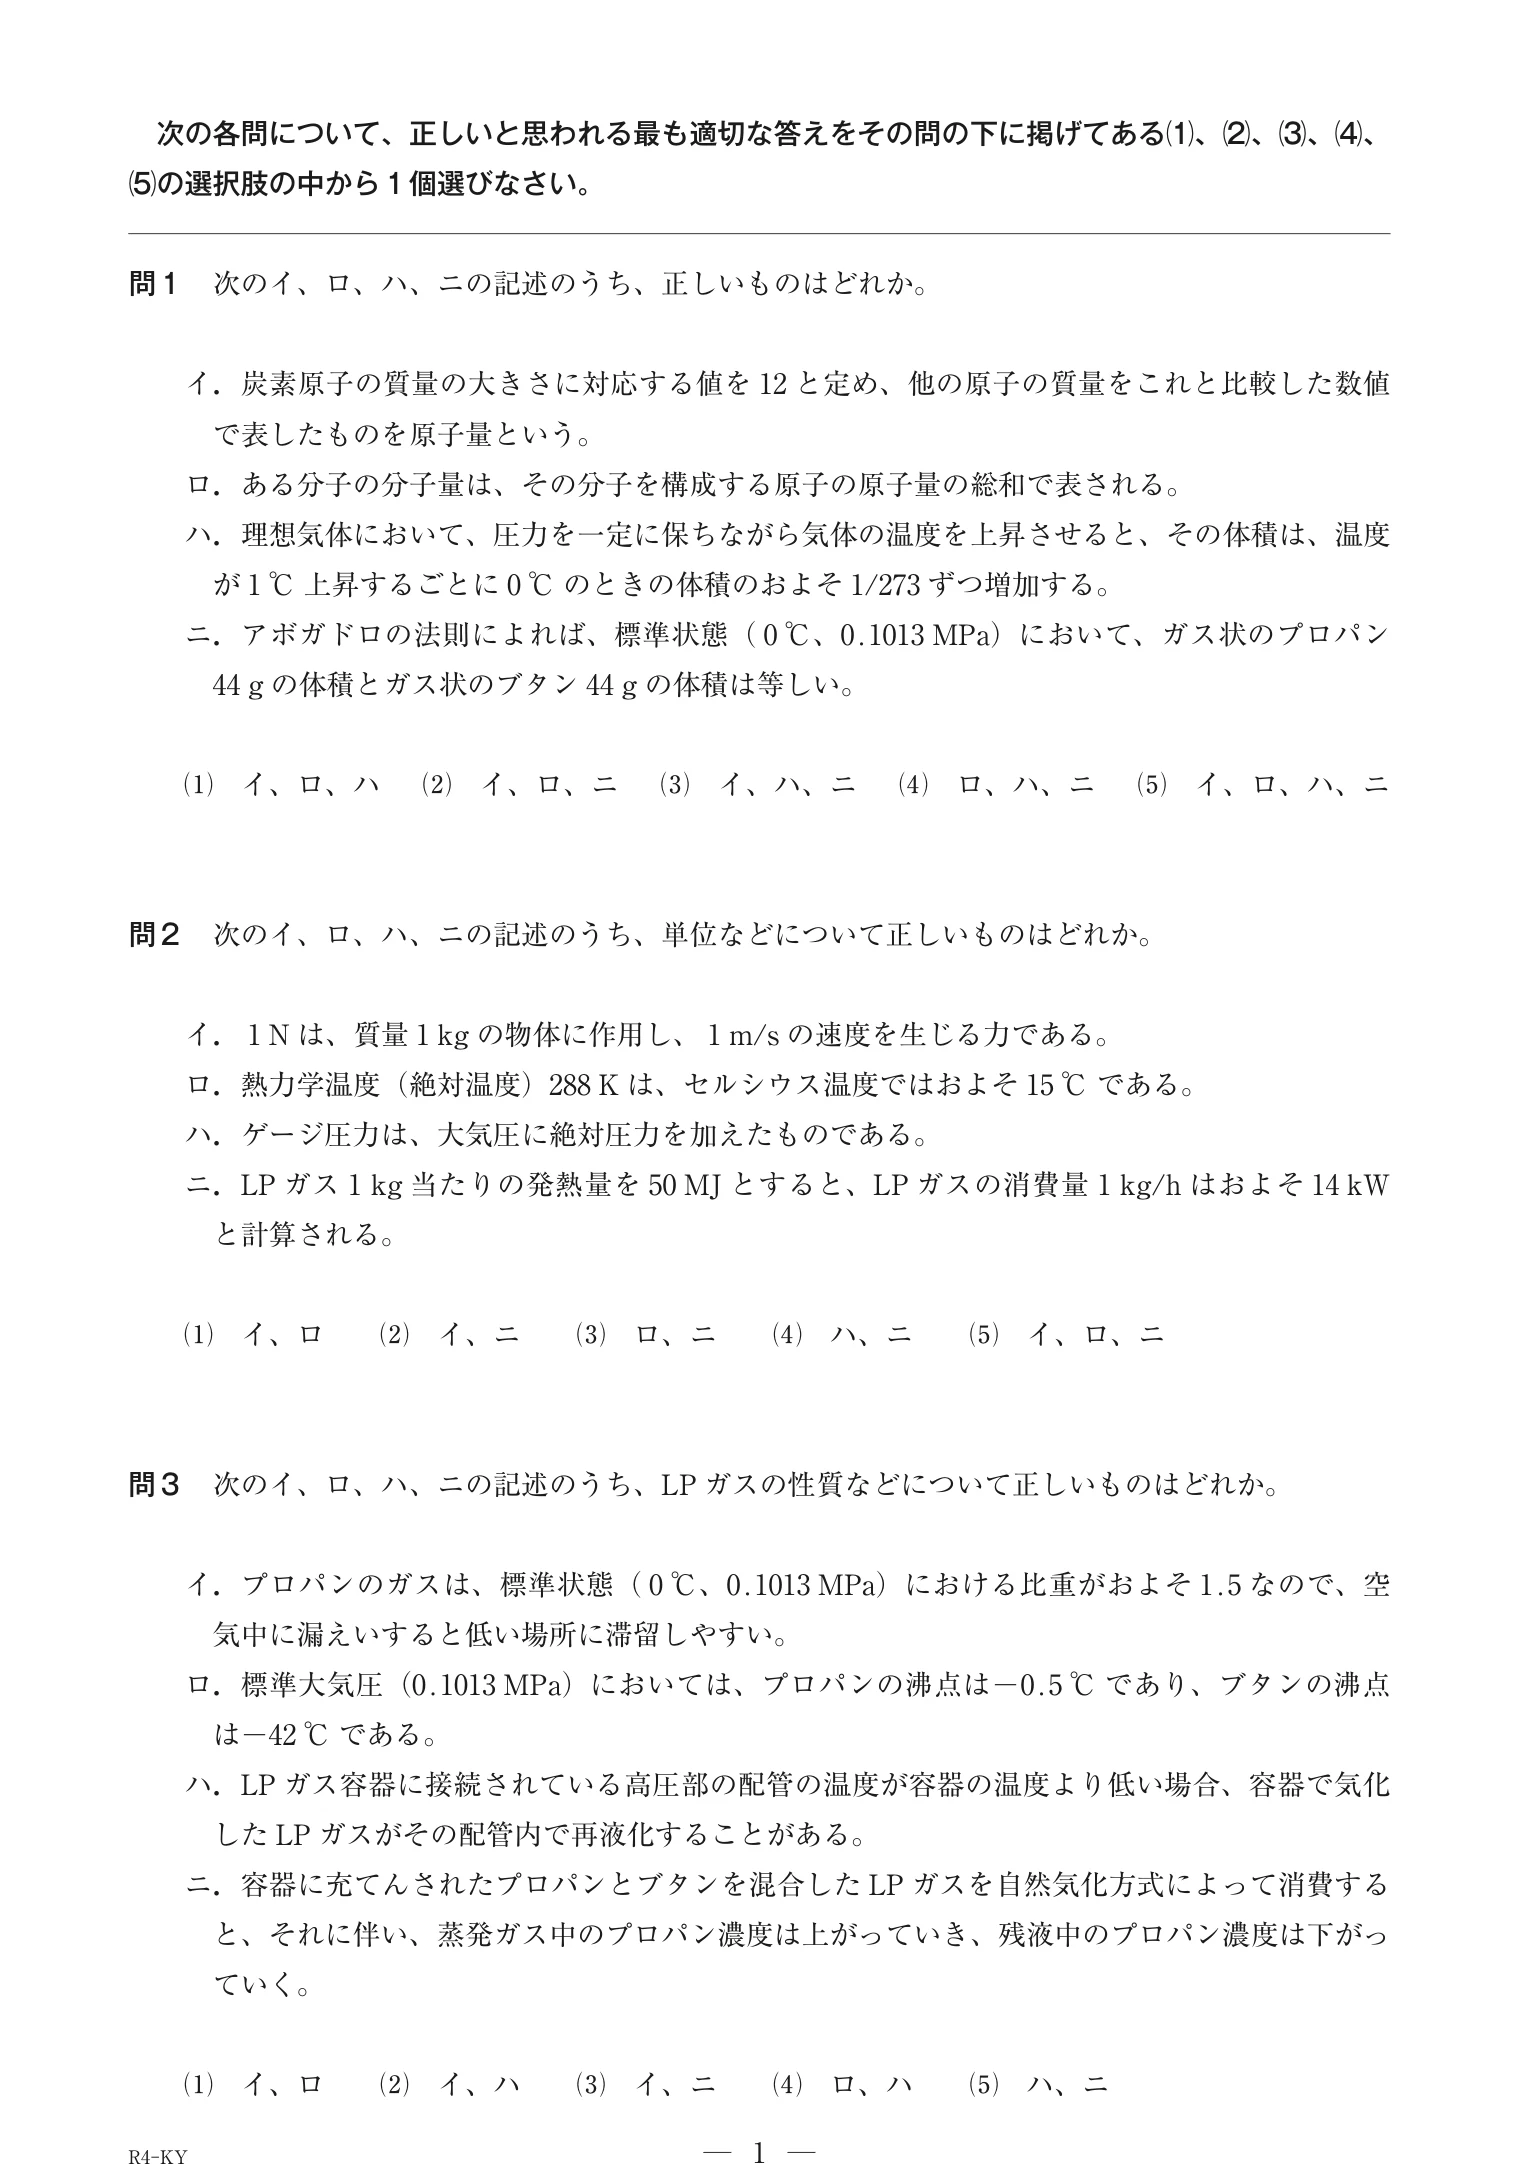 次の各問について、正しいと思われる最も適切な答えをその問の下に掲げてある⑴、⑵、⑶、⑷、
⑸の選択肢の中から1個選びなさい。
問1　次のイ、ロ、ハ、ニの記述のうち、正しいものはどれか。
イ．炭素原子の質量の大きさに対応する値を 12 と定め、他の原子の質量をこれと比較した数値
で表したものを原子量という。
ロ．ある分子の分子量は、その分子を構成する原子の原子量の総和で表される。
ハ．理想気体において、圧力を一定に保ちながら気体の温度を上昇させると、その体積は、温度
が1℃ 上昇するごとに0℃ のときの体積のおよそ1/273ずつ増加する。
ニ．アボガドロの法則によれば、標準状態（0℃、0.1013 MPa）において、ガス状のプロパン
44 g の体積とガス状のブタン 44 g の体積は等しい。
⑴　イ、ロ、ハ　⑵　イ、ロ、ニ　⑶　イ、ハ、ニ　⑷　ロ、ハ、ニ　⑸　イ、ロ、ハ、ニ
問2　次のイ、ロ、ハ、ニの記述のうち、単位などについて正しいものはどれか。
イ．1 N は、質量 1 kg の物体に作用し、1 m/s の速度を生じる力である。
ロ．熱力学温度（絶対温度）288 K は、セルシウス温度ではおよそ 15℃ である。
ハ．ゲージ圧力は、大気圧に絶対圧力を加えたものである。
ニ．LP ガス 1 kg 当たりの発熱量を 50 MJ とすると、LP ガスの消費量 1 kg/h はおよそ 14 kW
と計算される。
⑴　イ、ロ　⑵　イ、ニ　⑶　ロ、ニ　⑷　ハ、ニ　⑸　イ、ロ、ニ
問3　次のイ、ロ、ハ、ニの記述のうち、LP ガスの性質などについて正しいものはどれか。
イ．プロパンのガスは、標準状態（0℃、0.1013 MPa）における比重がおよそ 1.5 なので、空
気中に漏えいすると低い場所に滞留しやすい。
ロ．標準大気圧（0.1013 MPa）においては、プロパンの沸点は−0.5℃ であり、ブタンの沸点
は−42℃ である。
ハ．LP ガス容器に接続されている高圧部の配管の温度が容器の温度より低い場合、容器で気化
した LP ガスがその配管内で再液化することがある。
ニ．容器に充てんされたプロパンとブタンを混合した LP ガスを自然気化方式によって消費する
と、それに伴い、蒸発ガス中のプロパン濃度は上がっていき、残液中のプロパン濃度は下がっ
ていく。
⑴　イ、ロ　⑵　イ、ハ　⑶　イ、ニ　⑷　ロ、ハ　⑸　ハ、ニ
R4-KY
― 1 ―